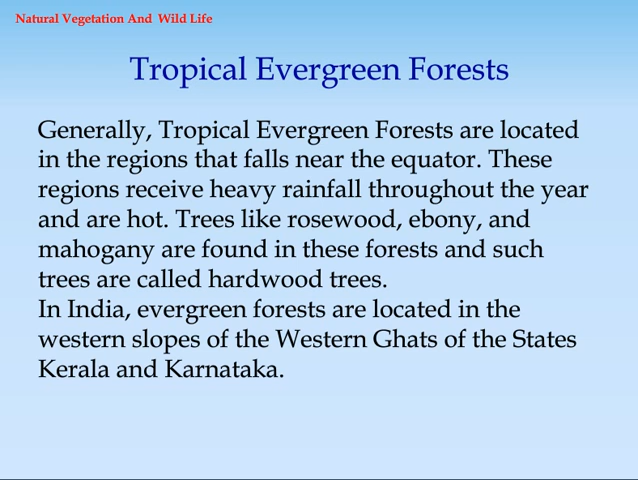 Natural Vegetation And Wild Life
Tropical Evergreen Forests
Generally, Tropical Evergreen Forests are located
in the regions that falls near the equator. These
regions receive heavy rainfall throughout the year
and are hot. Trees like rosewood, ebony, and
mahogany are found in these forests and such
trees are called hardwood trees.
In India, evergreen forests are located in the
western slopes of the Western Ghats of the States
Kerala and Karnataka.